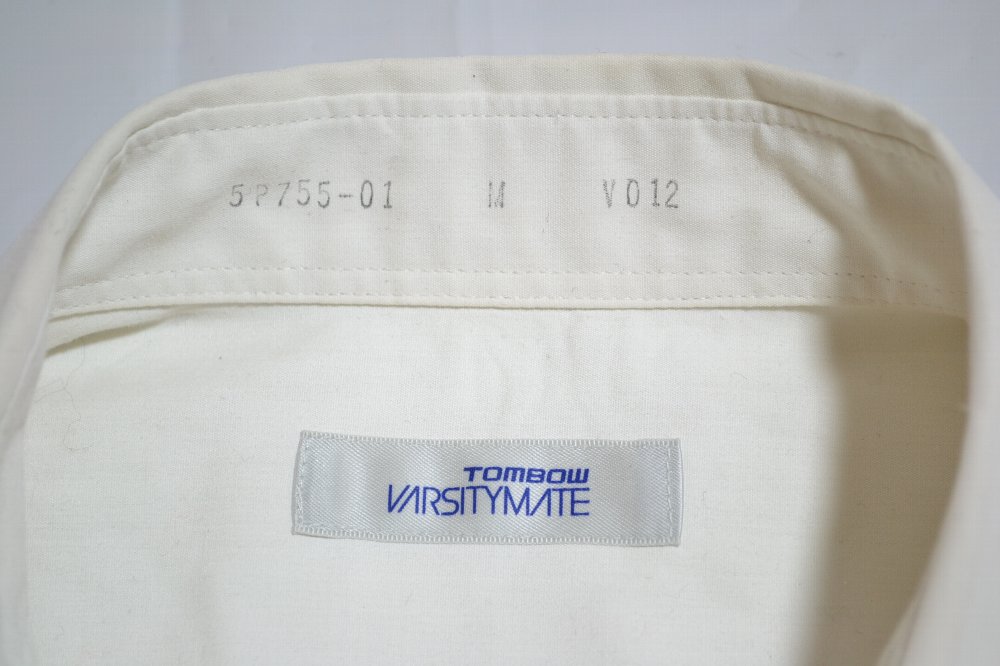 5P755-01 M V012
TOMBOW
VARSITYMATE